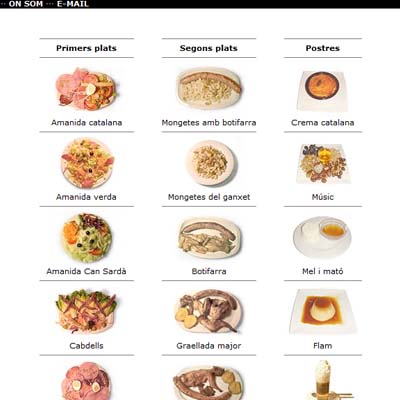 ·· ON SOM ··· E-MAIL
Primers plats Segons plats Postres
Amanida catalana Mongetes amb botifarra Crema catalana
Amanida verda Mongetes del ganxet Músic
Amanida Can Sardà Botifarra Mel i mató
Cabdells Graellada major Flam